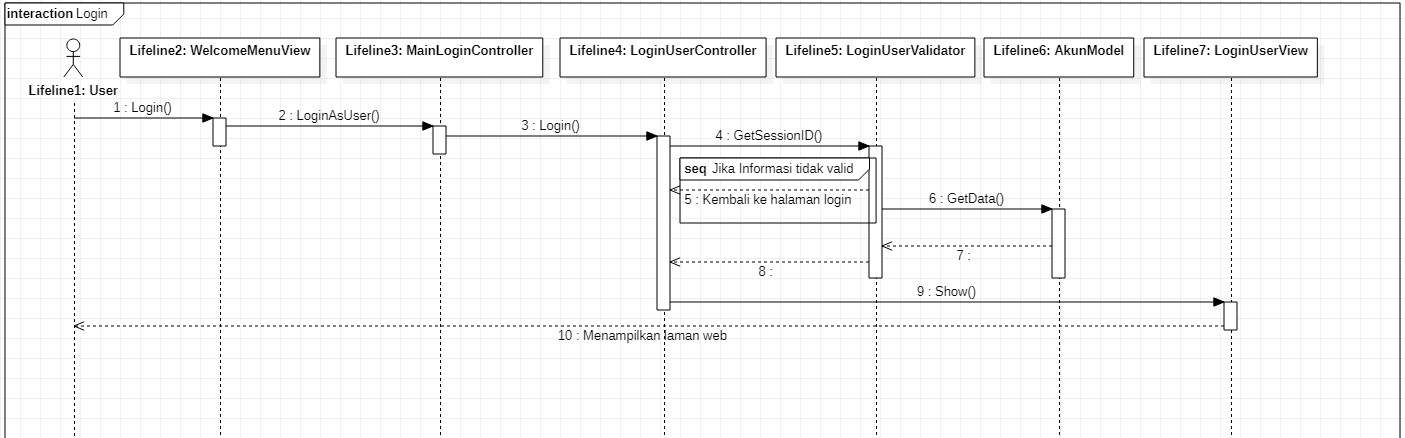 interaction Login
Lifeline1: User
Lifeline2: WelcomeMenuView
Lifeline3: MainLoginController
Lifeline4: LoginUserController
Lifeline5: LoginUserValidator
Lifeline6: AkunModel
Lifeline7: LoginUserView
1 : Login()
2 : LoginAsUser()
3 : Login()
4 : GetSessionID()
seq Jika Informasi tidak valid
5 : Kembali ke halaman login
6 : GetData()
7 :
8 :
9 : Show()
10 : Menampilkan laman web